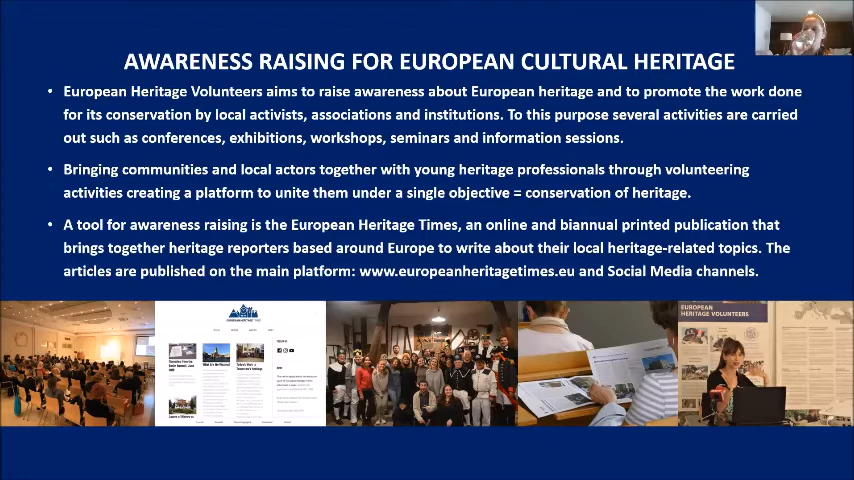 AWARENESS RAISING FOR EUROPEAN CULTURAL HERITAGE
• European Heritage Volunteers aims to raise awareness about European heritage and to promote the work done
for its conservation by local activists, associations and institutions. To this purpose several activities are carried
out such as conferences, exhibitions, workshops, seminars and information sessions.
• Bringing communities and local actors together with young heritage professionals through volunteering
activities creating a platform to unite them under a single objective = conservation of heritage.
• A tool for awareness raising is the European Heritage Times, an online and biannual printed publication that
brings together heritage reporters based around Europe to write about their local heritage-related topics. The
articles are published on the main platform: www.europeanheritagetimes.eu and Social Media channels.
EUROPEAN
HERITAGE VOLUNTEERS